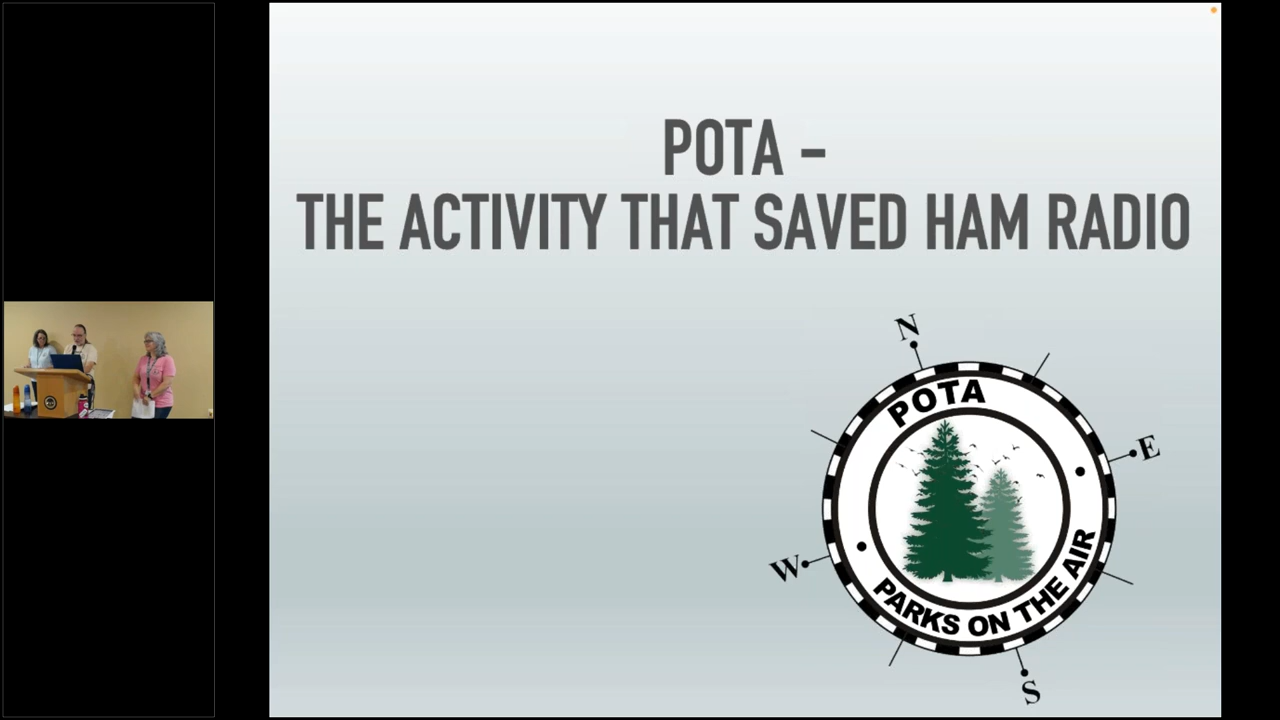 POTA –
THE ACTIVITY THAT SAVED HAM RADIO
N
POTA
E
W
PARKS ON THE AIR
S